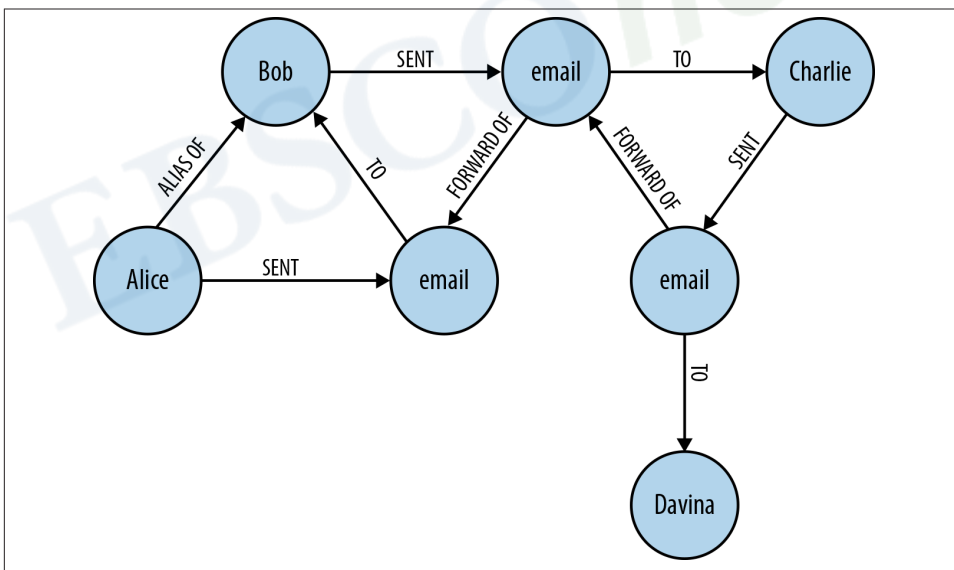 Bob
SENT
email
TO
Charlie
ALIAS OF
TO
FORWARD OF
FORWARD OF
SENT
Alice
SENT
email
email
TO
Davina
EBSCO